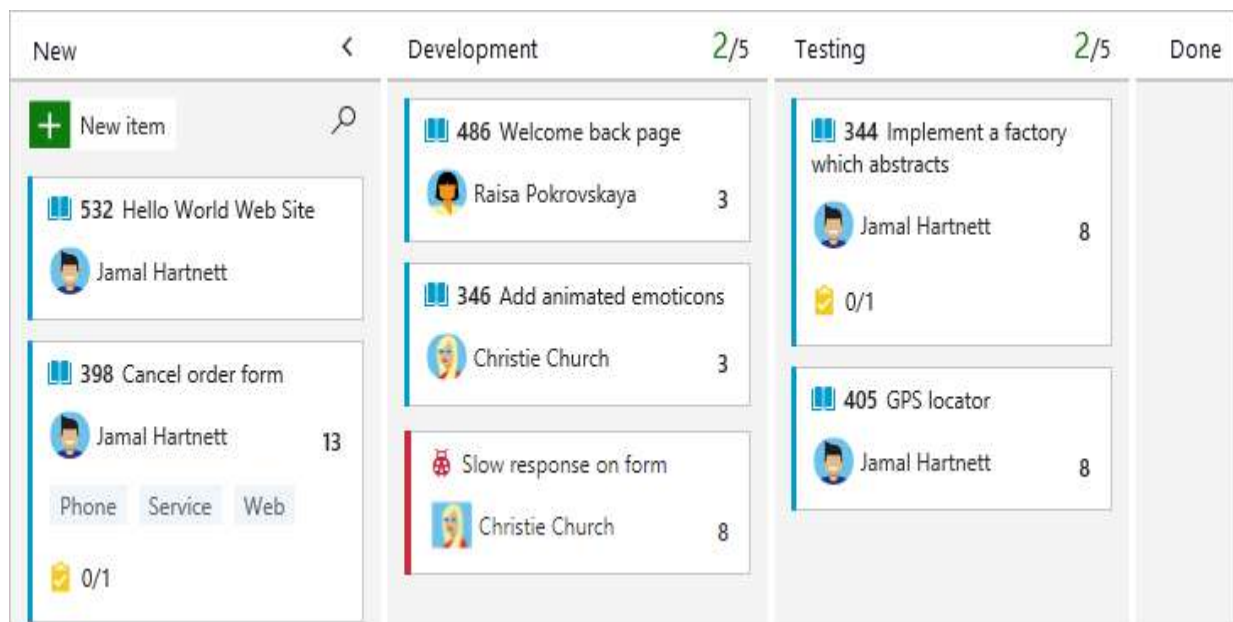 New
New item
532 Hello World Web Site
Jamal Hartnett
398 Cancel order form
Jamal Hartnett 13
Phone Service Web
0/1
Development 2/5
486 Welcome back page
Raisa Pokrovskaya 3
346 Add animated emoticons
Christie Church 3
Slow response on form
Christie Church 8
Testing 2/5
344 Implement a factory
which abstracts
Jamal Hartnett 8
0/1
405 GPS locator
Jamal Hartnett 8
Done